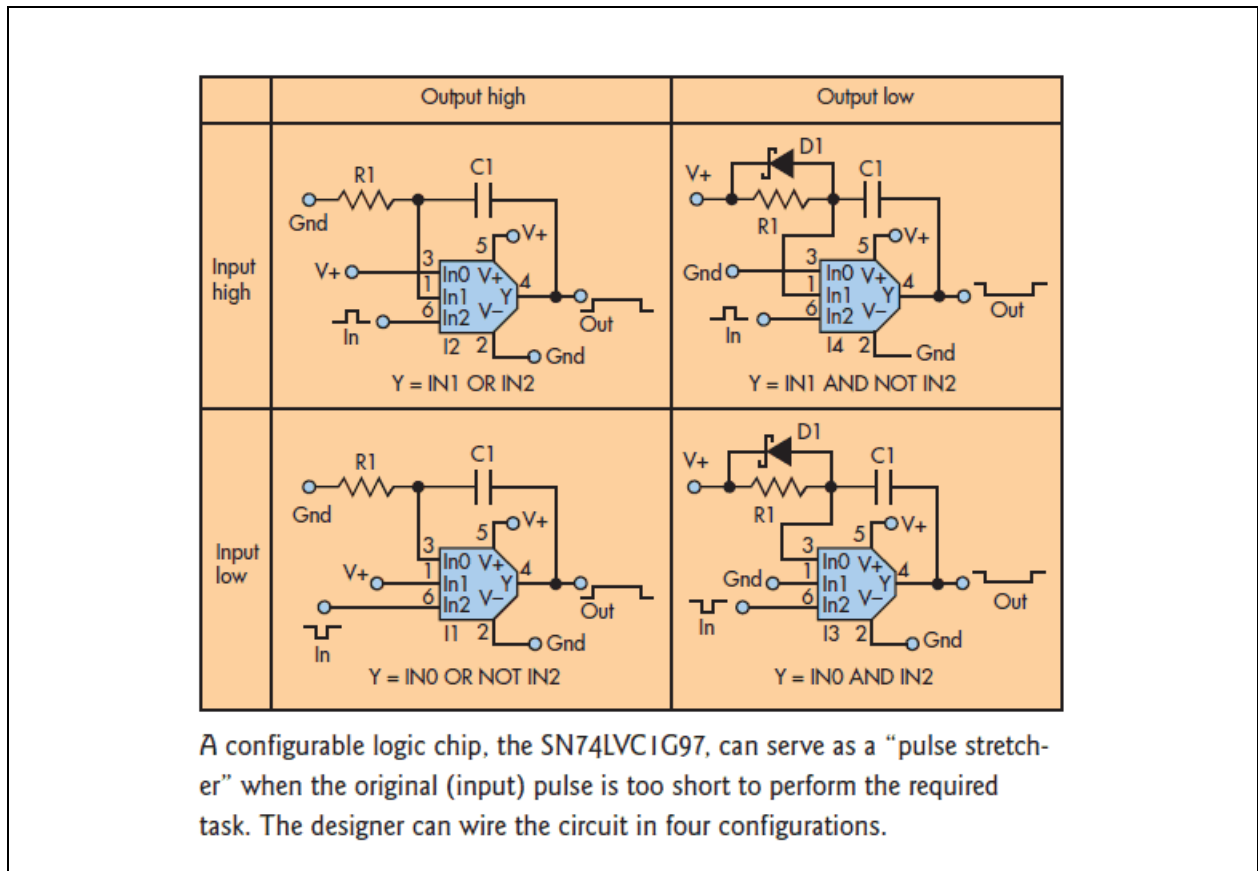 Output high
Output low
Input
high
R1
C1
Gnd
5
V+
V+
3
In0 V+
1
In1 Y
4
6
In2 V–
In
Out
I2
2
Gnd
Y = IN1 OR IN2
D1
V+
C1
R1
5
V+
Gnd
3
In0 V+
1
In1 Y
4
6
In2 V–
In
Out
I4
2
Gnd
Y = IN1 AND NOT IN2
Input
low
R1
C1
Gnd
5
V+
3
In0 V+
V+
1
In1 Y
4
6
In2 V–
Out
In
I1
2
Gnd
Y = IN0 OR NOT IN2
D1
V+
C1
R1
5
V+
3
In0 V+
Gnd
1
In1 Y
4
6
In2 V–
Out
In
I3
2
Gnd
Y = IN0 AND IN2
A configurable logic chip, the SN74LVC1G97, can serve as a “pulse stretch-
er” when the original (input) pulse is too short to perform the required
task. The designer can wire the circuit in four configurations.